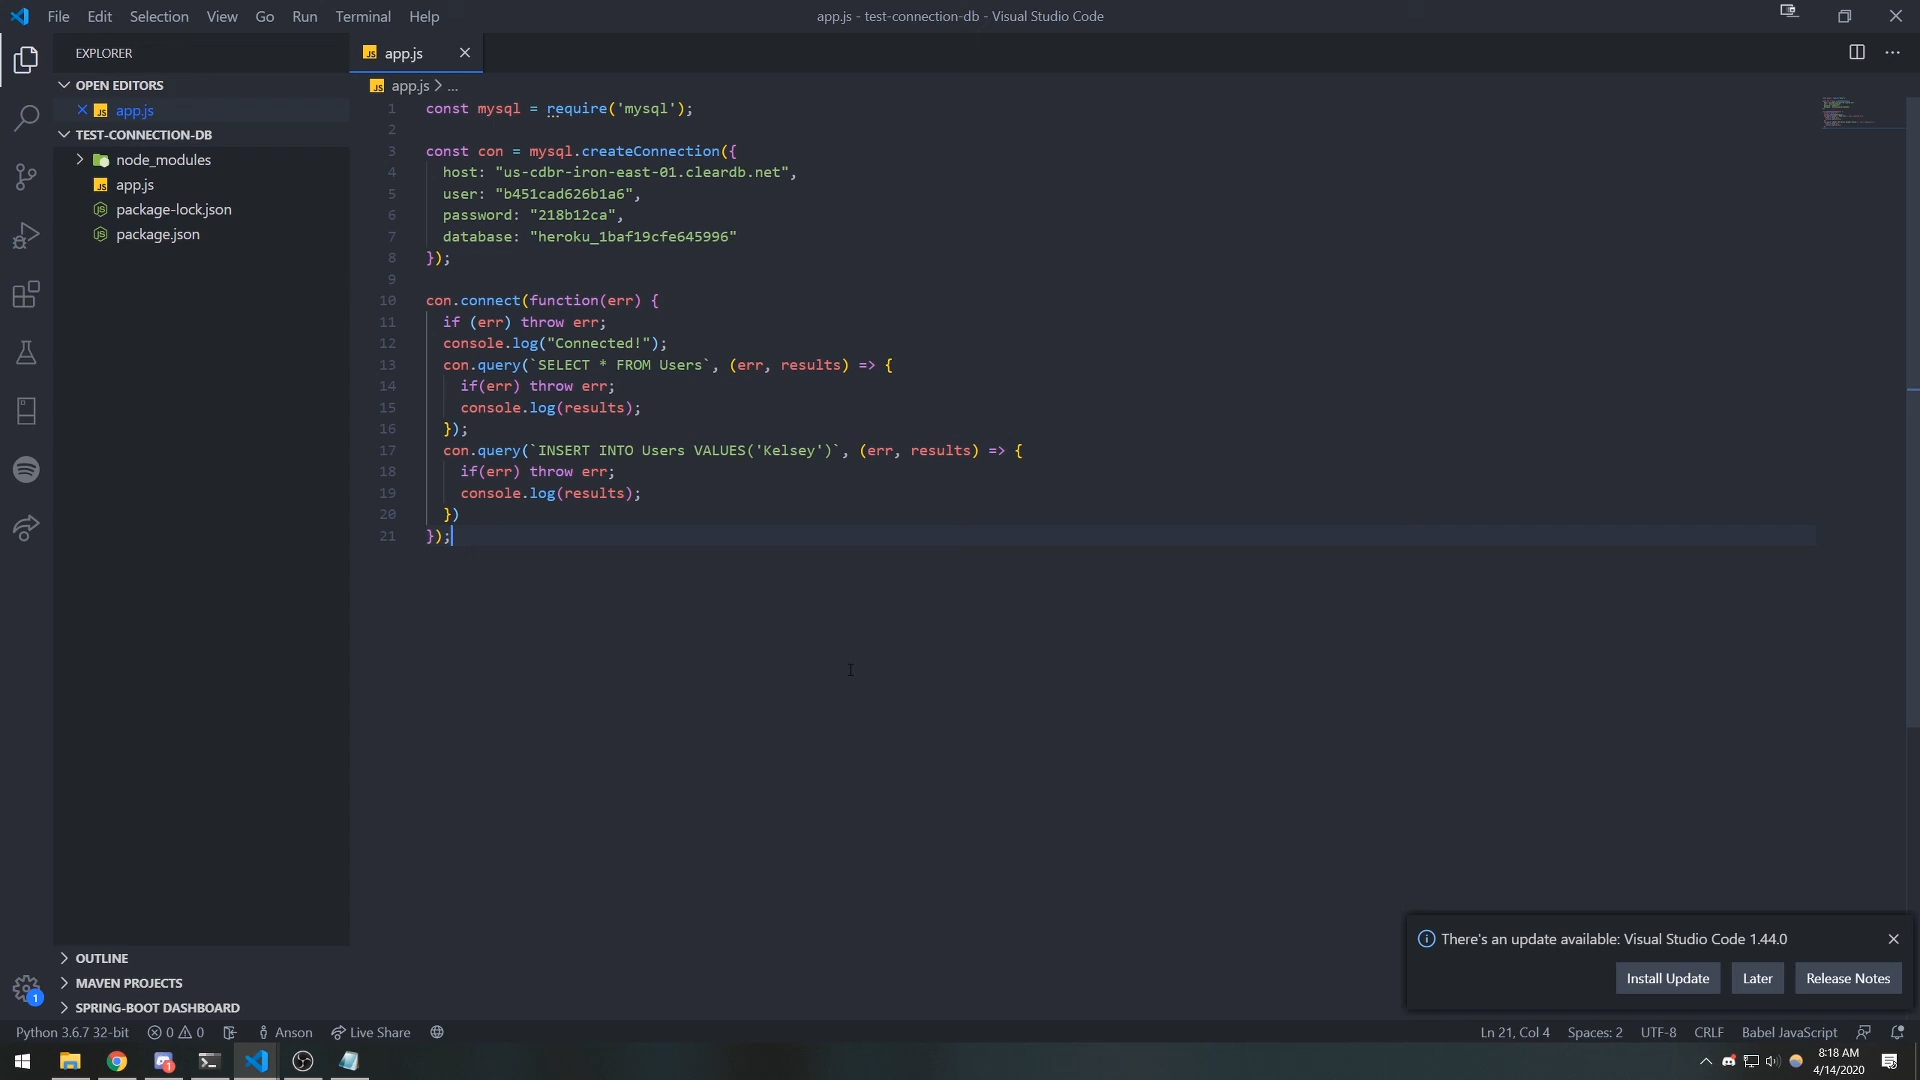 File Edit Selection View Go Run Terminal Help
app.js - test-connection-db - Visual Studio Code
EXPLORER
OPEN EDITORS
app.js
TEST-CONNECTION-DB
node_modules
app.js
package-lock.json
package.json
OUTLINE
MAVEN PROJECTS
SPRING-BOOT DASHBOARD
app.js
app.js > ...
1 const mysql = require('mysql');
2
3 const con = mysql.createConnection({
4 host: "us-cdbr-iron-east-01.cleardb.net",
5 user: "b451cad626b1a6",
6 password: "218b12ca",
7 database: "heroku_1baf19cfe645996"
8 });
9
10 con.connect(function(err) {
11 if (err) throw err;
12 console.log("Connected!");
13 con.query(`SELECT * FROM Users`, (err, results) => {
14 if(err) throw err;
15 console.log(results);
16 });
17 con.query(`INSERT INTO Users VALUES('Kelsey')`, (err, results) => {
18 if(err) throw err;
19 console.log(results);
20 })
21 });
There's an update available: Visual Studio Code 1.44.0
Install Update Later Release Notes
1
Python 3.6.7 32-bit 0 0 Anson Live Share
Ln 21, Col 4 Spaces: 2 UTF-8 CRLF Babel JavaScript
1
8:18 AM
4/14/2020